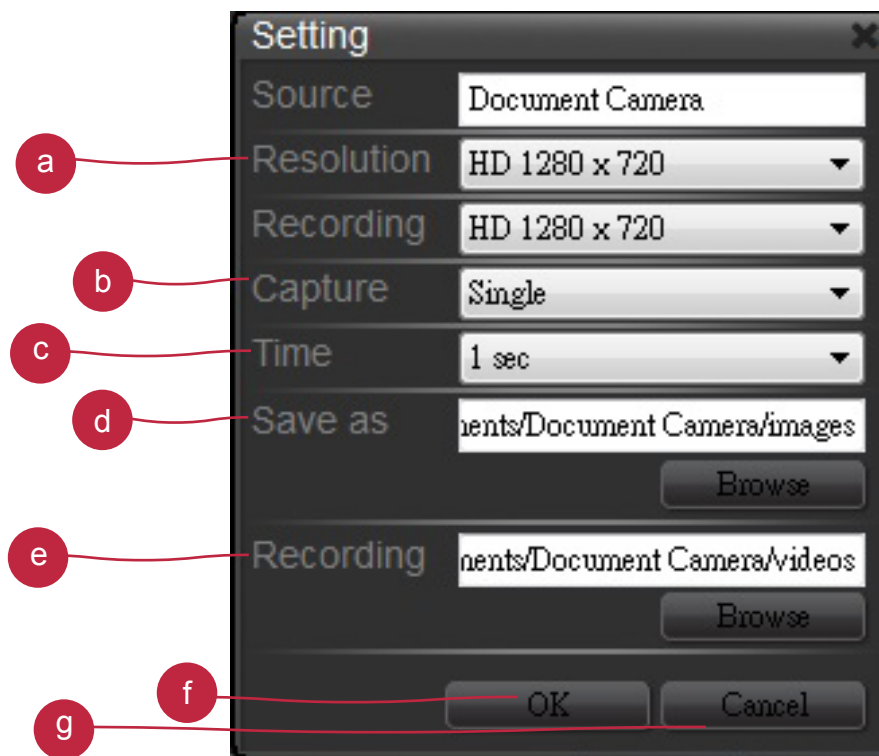 Setting
Source Document Camera
a Resolution HD 1280 x 720
Recording HD 1280 x 720
b Capture Single
c Time 1 sec
d Save as nents/Document Camera/images
Browse
e Recording nents/Document Camera/videos
Browse
f OK
g Cancel